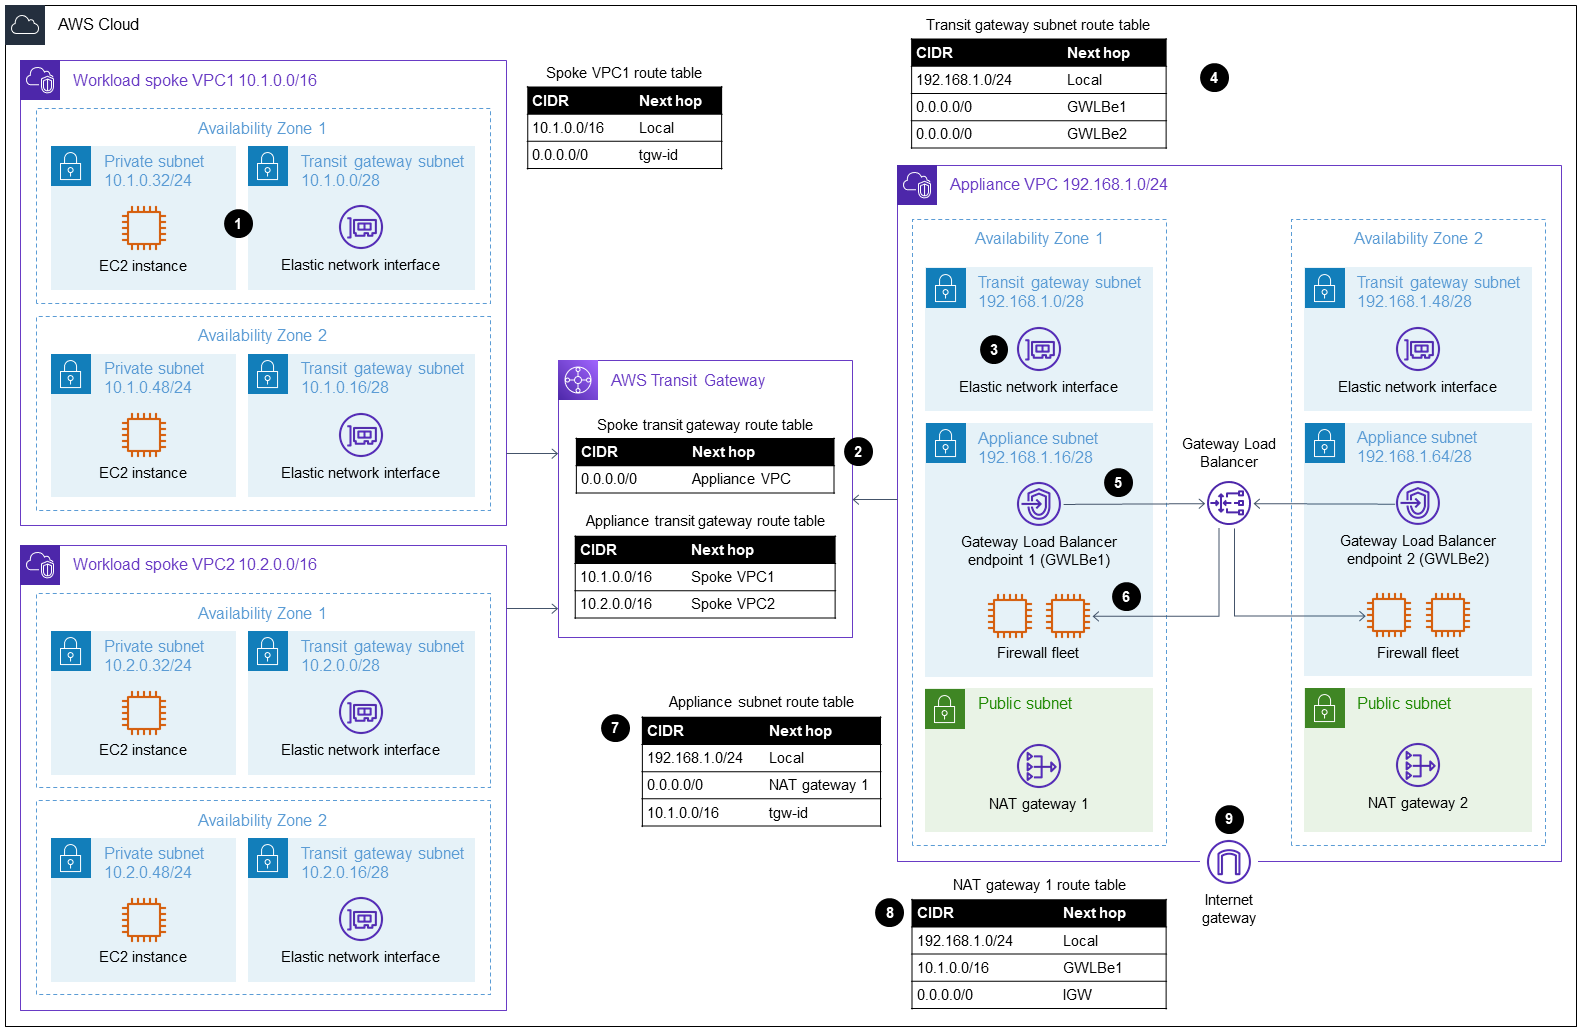 AWS Cloud
Workload spoke VPC1 10.1.0.0/16
Availability Zone 1
Private subnet
10.1.0.32/24
EC2 instance
1
Transit gateway subnet
10.1.0.0/28
Elastic network interface
Availability Zone 2
Private subnet
10.1.0.48/24
EC2 instance
Transit gateway subnet
10.1.0.16/28
Elastic network interface
Workload spoke VPC2 10.2.0.0/16
Availability Zone 1
Private subnet
10.2.0.32/24
EC2 instance
Transit gateway subnet
10.2.0.0/28
Elastic network interface
Availability Zone 2
Private subnet
10.2.0.48/24
EC2 instance
Transit gateway subnet
10.2.0.16/28
Elastic network interface
Spoke VPC1 route table
CIDR Next hop
10.1.0.0/16 Local
0.0.0.0/0 tgw-id
AWS Transit Gateway
Spoke transit gateway route table
CIDR Next hop
0.0.0.0/0 Appliance VPC
2
Appliance transit gateway route table
CIDR Next hop
10.1.0.0/16 Spoke VPC1
10.2.0.0/16 Spoke VPC2
Appliance subnet route table
7
CIDR Next hop
192.168.1.0/24 Local
0.0.0.0/0 NAT gateway 1
10.1.0.0/16 tgw-id
Transit gateway subnet route table
CIDR Next hop
192.168.1.0/24 Local
0.0.0.0/0 GWLBe1
0.0.0.0/0 GWLBe2
4
Appliance VPC 192.168.1.0/24
Availability Zone 1
Transit gateway subnet
192.168.1.0/28
3
Elastic network interface
Appliance subnet
192.168.1.16/28
5
Gateway Load Balancer
endpoint 1 (GWLBe1)
6
Firewall fleet
Public subnet
NAT gateway 1
Gateway Load
Balancer
Availability Zone 2
Transit gateway subnet
192.168.1.48/28
Elastic network interface
Appliance subnet
192.168.1.64/28
Gateway Load Balancer
endpoint 2 (GWLBe2)
Firewall fleet
Public subnet
NAT gateway 2
9
Internet
gateway
NAT gateway 1 route table
8
CIDR Next hop
192.168.1.0/24 Local
10.1.0.0/16 GWLBe1
0.0.0.0/0 IGW